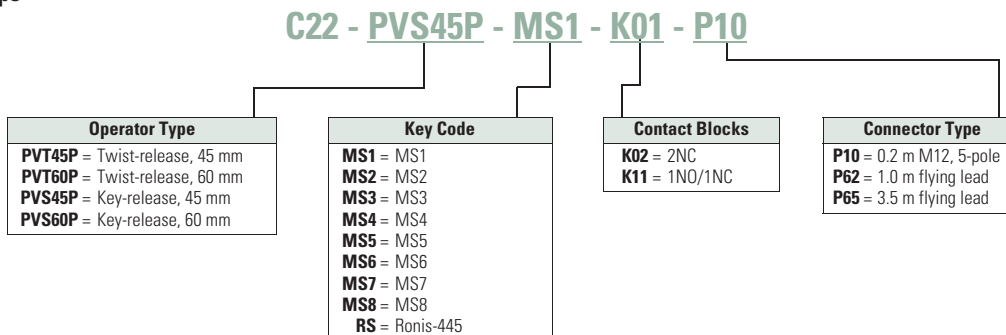 C22 - PVS45P - MS1 - K01 - P10
Operator Type
PVT45P = Twist-release, 45 mm
PVT60P = Twist-release, 60 mm
PVS45P = Key-release, 45 mm
PVS60P = Key-release, 60 mm
Key Code
MS1 = MS1
MS2 = MS2
MS3 = MS3
MS4 = MS4
MS5 = MS5
MS6 = MS6
MS7 = MS7
MS8 = MS8
RS = Ronis-445
Contact Blocks
K02 = 2NC
K11 = 1NO/1NC
Connector Type
P10 = 0.2 m M12, 5-pole
P62 = 1.0 m flying lead
P65 = 3.5 m flying lead